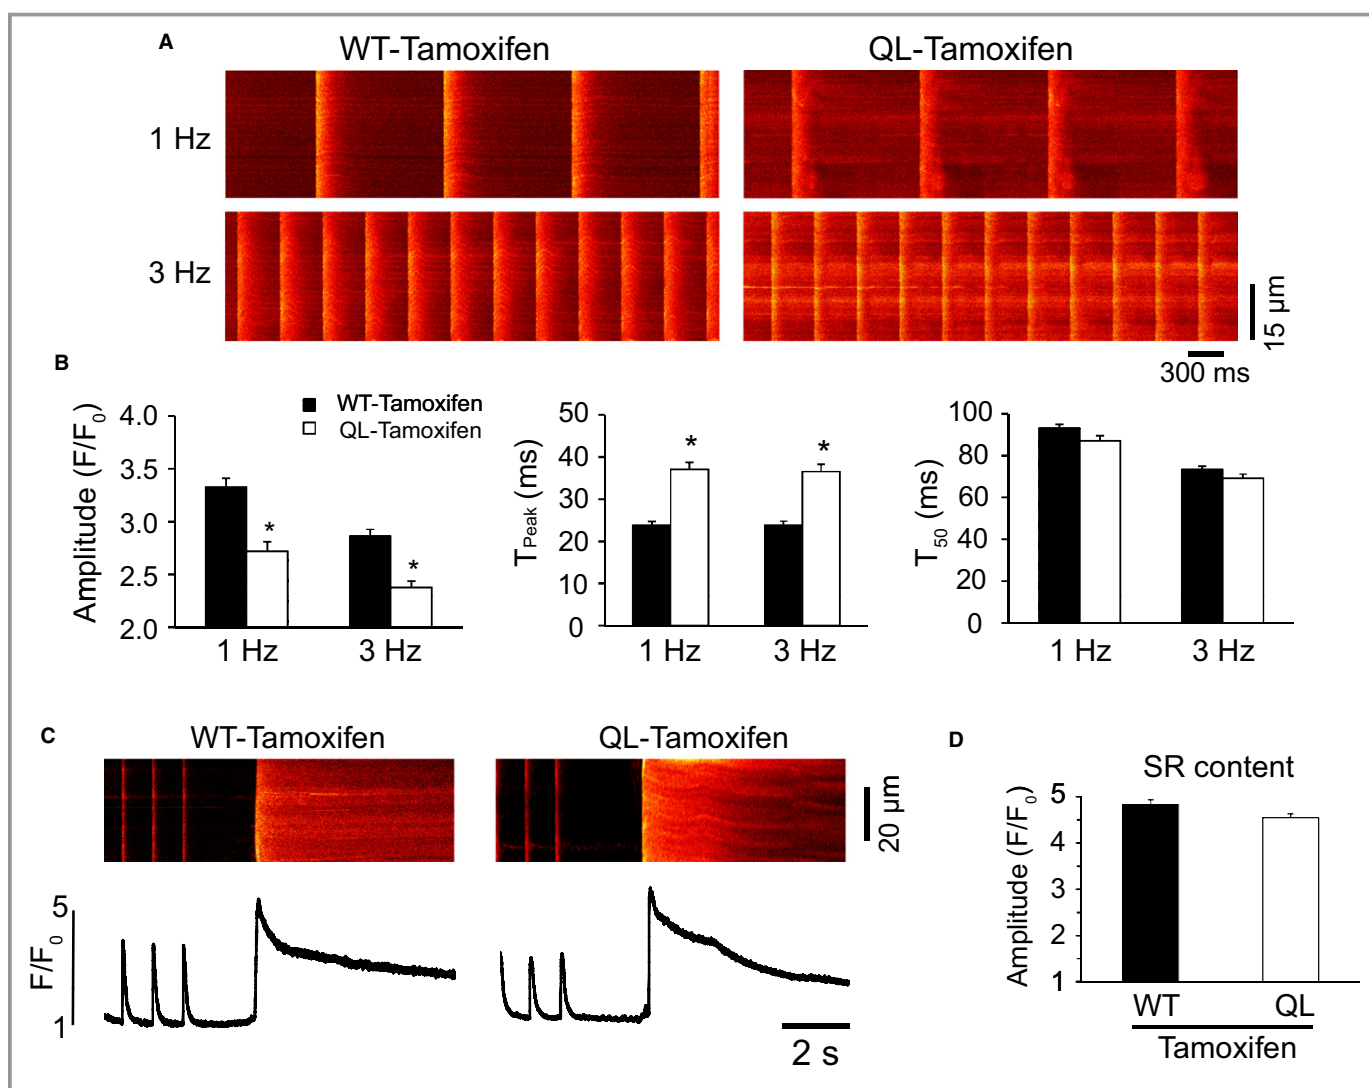 A
WT-Tamoxifen
QL-Tamoxifen
1 Hz
3 Hz
15 µm
300 ms
B
Amplitude (F/F0)
4.0
3.5
3.0
2.5
2.0
WT-Tamoxifen
QL-Tamoxifen
*
*
1 Hz
3 Hz
TPeak (ms)
50
40
30
20
10
0
*
*
1 Hz
3 Hz
T50 (ms)
100
80
60
40
20
0
1 Hz
3 Hz
C
WT-Tamoxifen
QL-Tamoxifen
20 µm
F/F0
5
1
2 s
D
SR content
Amplitude (F/F0)
5
4
3
2
1
WT
QL
Tamoxifen